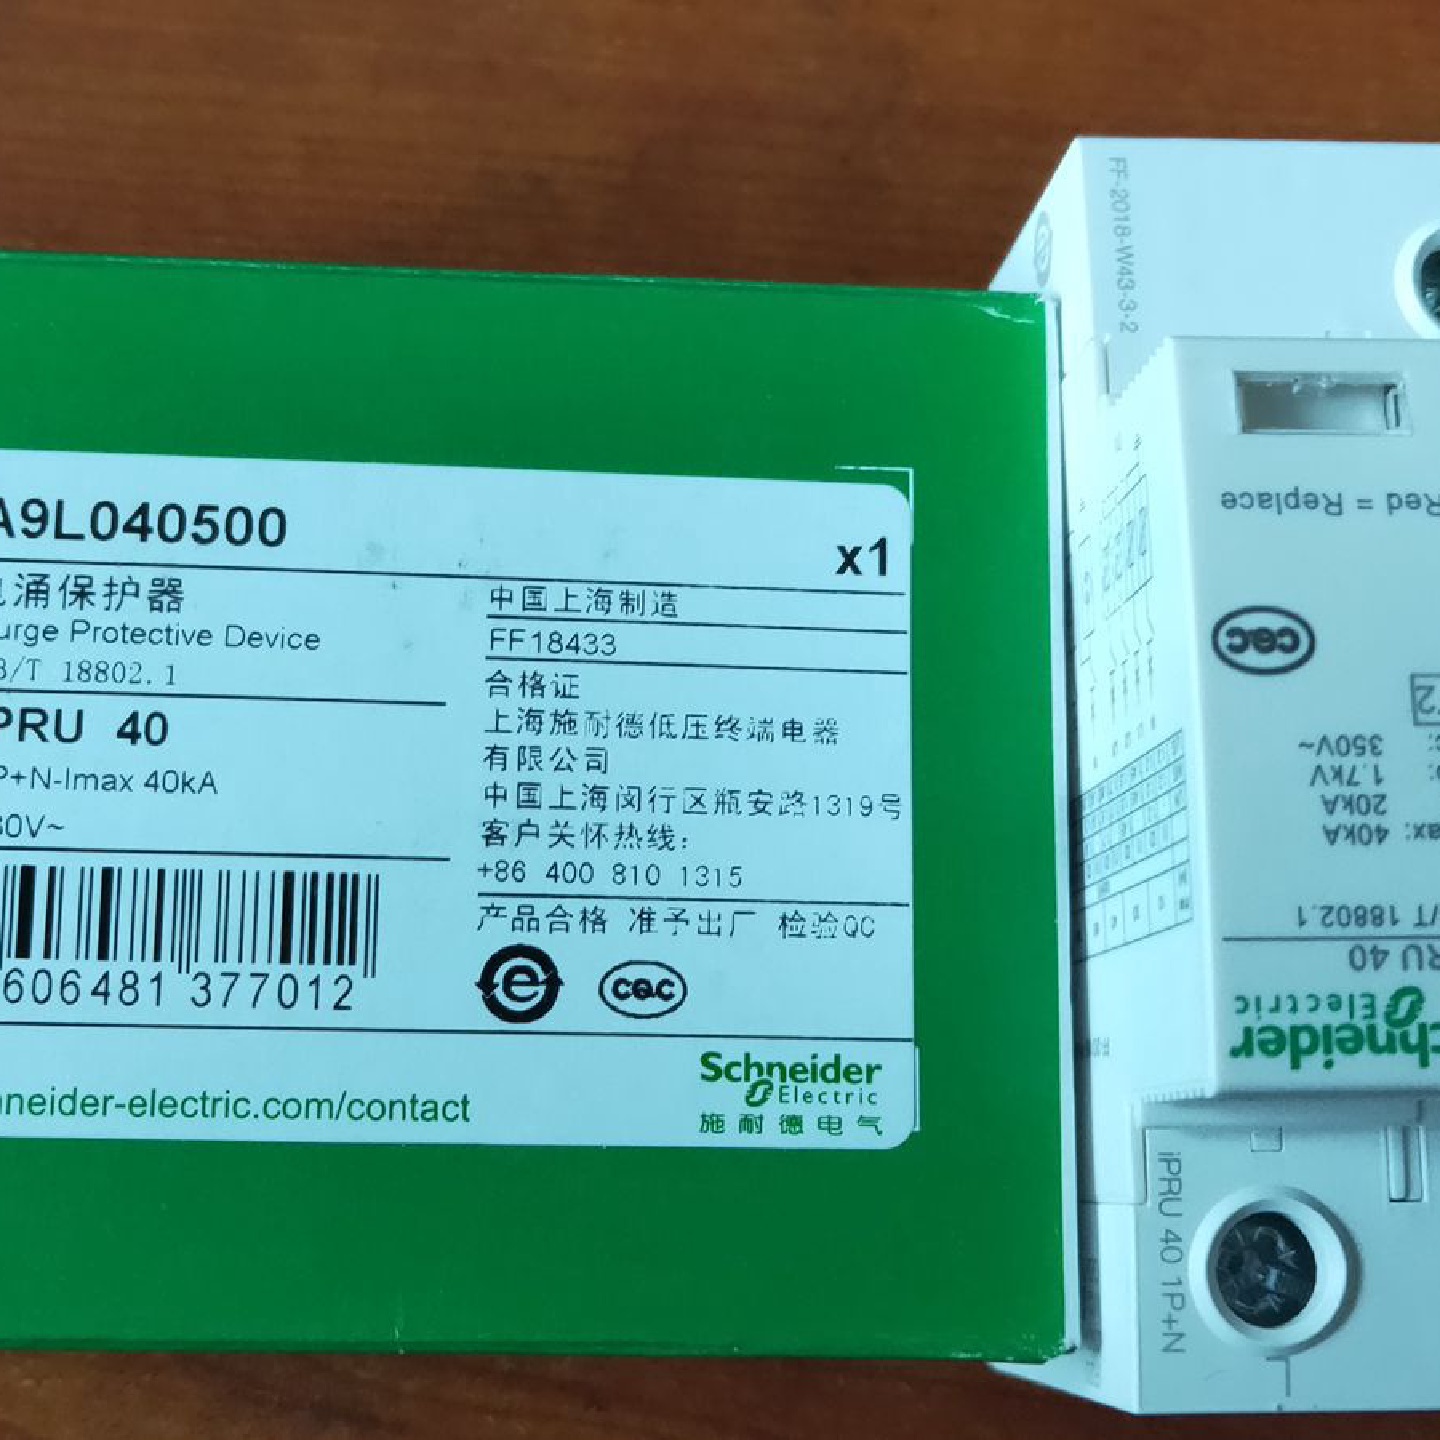 A9L040500
x1
涌保护器
urge Protective Device
/T 18802.1
PRU 40
P+N-Imax 40kA
30V~
606481 377012
中国上海制造
FF18433
合格证
上海施耐德低压终端电器
有限公司
中国上海闵行区瓶安路1319号
客户关怀热线:
+86 400 810 1315
产品合格 准予出厂 检验QC
CQC
neider-electric.com/contact
Schneider
Electric
施耐德电气
FF-2018-W43-3-2
Red = Replace
CQC
350V~
1.7kV
20kA
ax: 40kA
/T 18802.1
RU 40
chneider
Electric
iPRU 40 1P+N